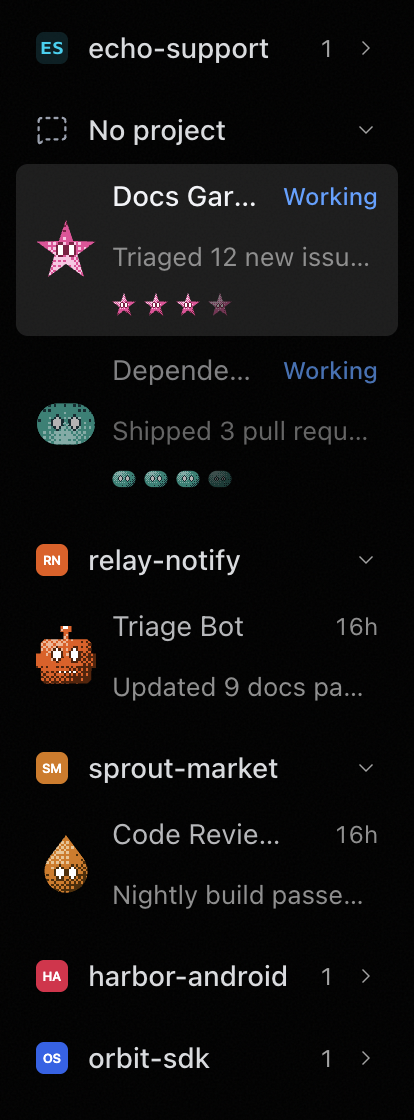 ES echo-support 1
No project
Docs Gar... Working
Triaged 12 new issu...
Depende... Working
Shipped 3 pull requ...
RN relay-notify
Triage Bot 16h
Updated 9 docs pa...
SM sprout-market
Code Revie... 16h
Nightly build passe...
HA harbor-android 1
OS orbit-sdk 1